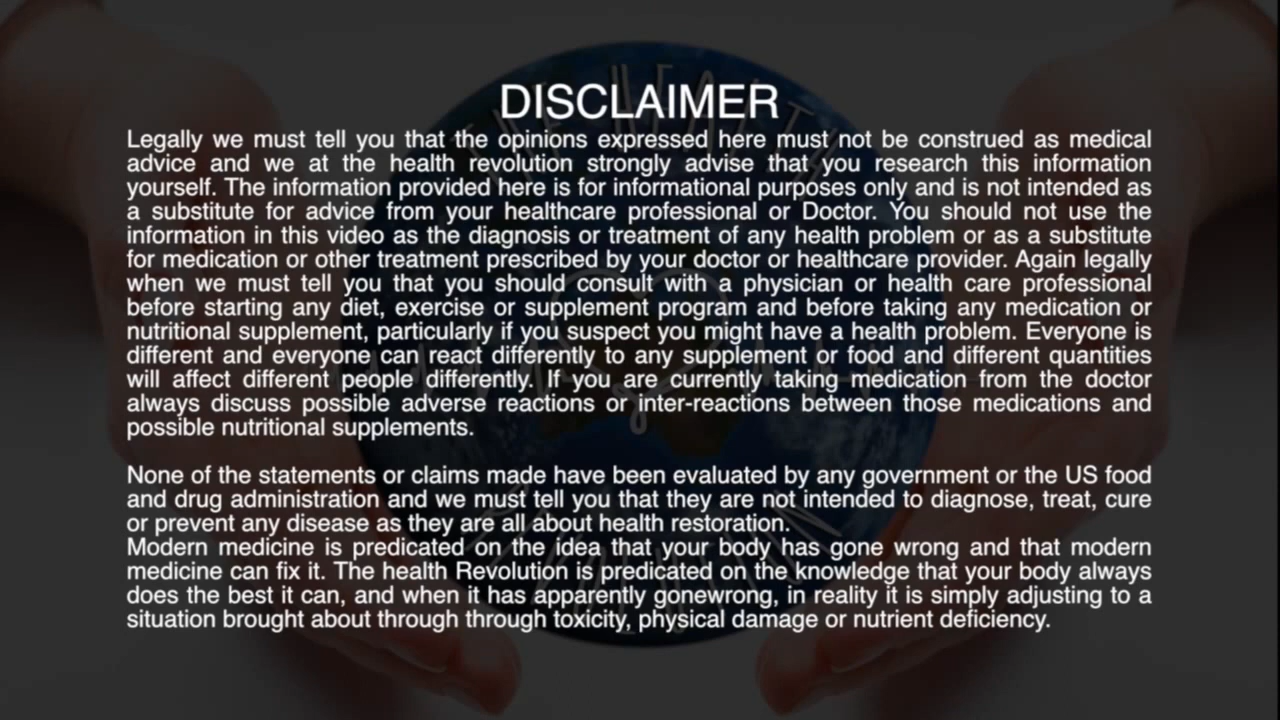 DISCLAIMER
Legally we must tell you that the opinions expressed here must not be construed as medical
advice and we at the health revolution strongly advise that you research this information
yourself. The information provided here is for informational purposes only and is not intended as
a substitute for advice from your healthcare professional or Doctor. You should not use the
information in this video as the diagnosis or treatment of any health problem or as a substitute
for medication or other treatment prescribed by your doctor or healthcare provider. Again legally
when we must tell you that you should consult with a physician or health care professional
before starting any diet, exercise or supplement program and before taking any medication or
nutritional supplement, particularly if you suspect you might have a health problem. Everyone is
different and everyone can react differently to any supplement or food and different quantities
will affect different people differently. If you are currently taking medication from the doctor
always discuss possible adverse reactions or inter-reactions between those medications and
possible nutritional supplements.
None of the statements or claims made have been evaluated by any government or the US food
and drug administration and we must tell you that they are not intended to diagnose, treat, cure
or prevent any disease as they are all about health restoration.
Modern medicine is predicated on the idea that your body has gone wrong and that modern
medicine can fix it. The health Revolution is predicated on the knowledge that your body always
does the best it can, and when it has apparently gonewrong, in reality it is simply adjusting to a
situation brought about through through toxicity, physical damage or nutrient deficiency.